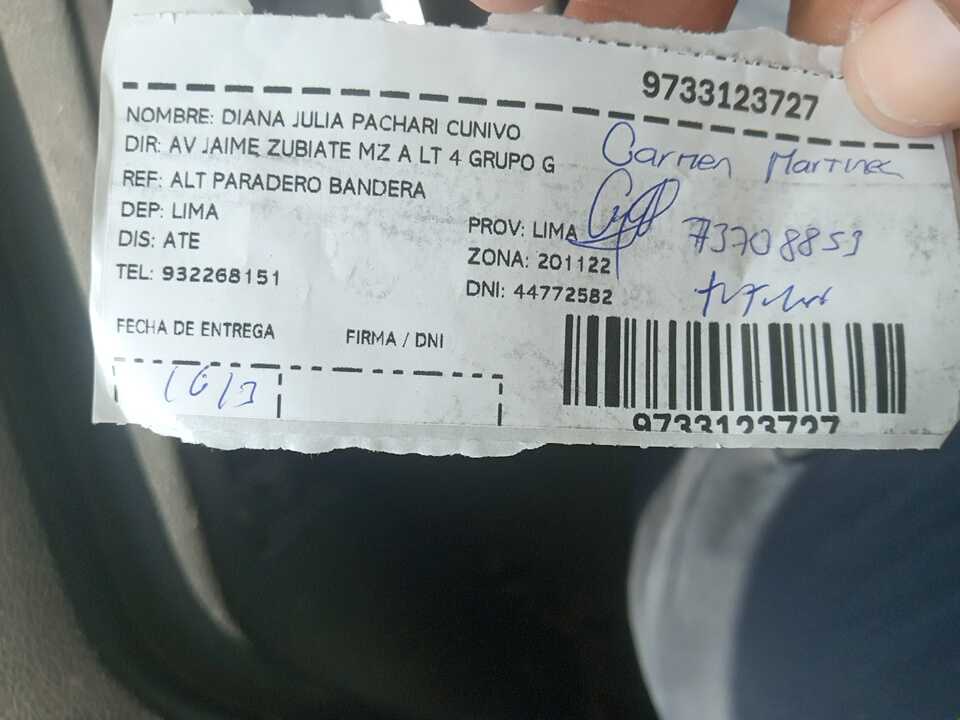 9733123727
NOMBRE: DIANA JULIA PACHARI CUNIVO
DIR: AV JAIME ZUBIATE MZ A LT 4 GRUPO G
Carmen Martinez
REF: ALT PARADERO BANDERA
DEP: LIMA
PROV: LIMA
73708853
DIS: ATE
ZONA: 201122
TEL: 932268151
DNI: 44772582
FECHA DE ENTREGA
FIRMA / DNI
9733123727